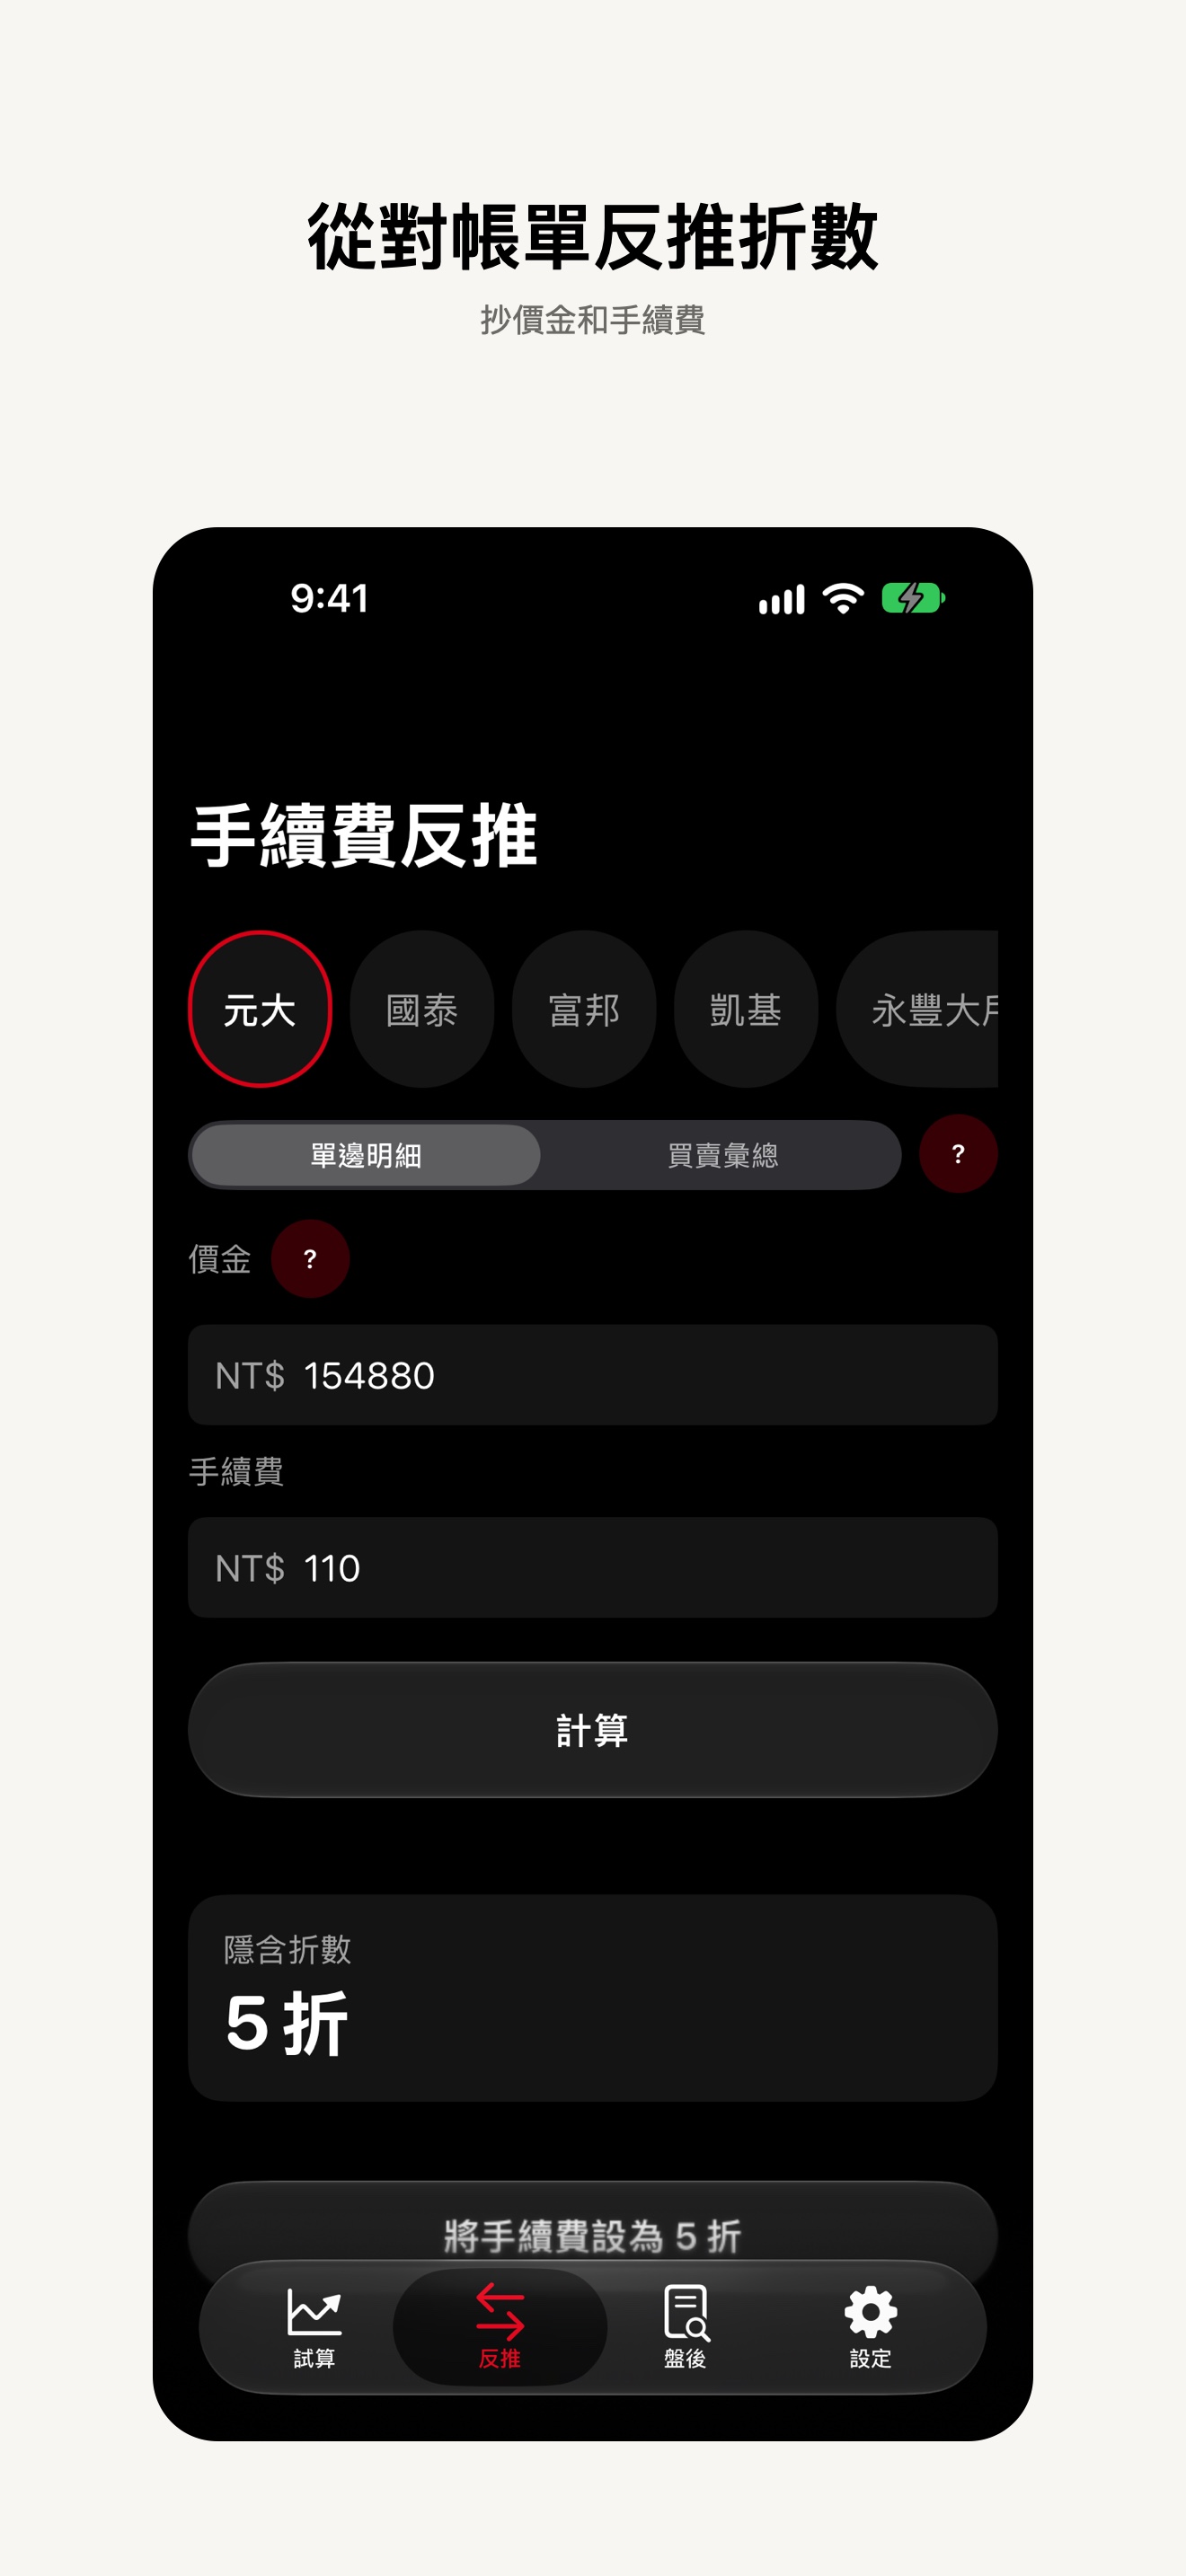 從對帳單反推折數
抄價金和手續費
9:41
手續費反推
元大 國泰 富邦 凱基 永豐大
單邊明細 買賣彙總 ?
價金 ?
NT$ 154880
手續費
NT$ 110
計算
隱含折數
5 折
將手續費設為 5 折
試算 反推 盤後 設定